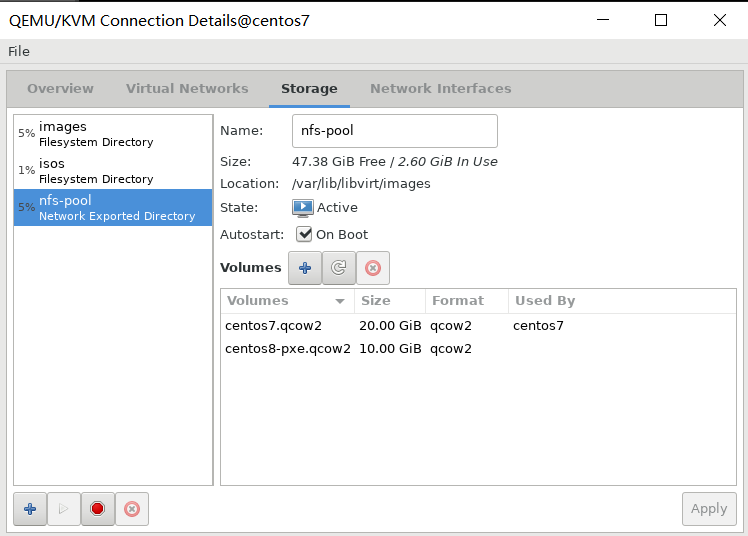 QEMU/KVM Connection Details@centos7
File
Overview Virtual Networks Storage Network Interfaces
5% images
Filesystem Directory
1% isos
Filesystem Directory
5% nfs-pool
Network Exported Directory
Name: nfs-pool
Size: 47.38 GiB Free / 2.60 GiB In Use
Location: /var/lib/libvirt/images
State: Active
Autostart: On Boot
Volumes
Volumes Size Format Used By
centos7.qcow2 20.00 GiB qcow2 centos7
centos8-pxe.qcow2 10.00 GiB qcow2
Apply